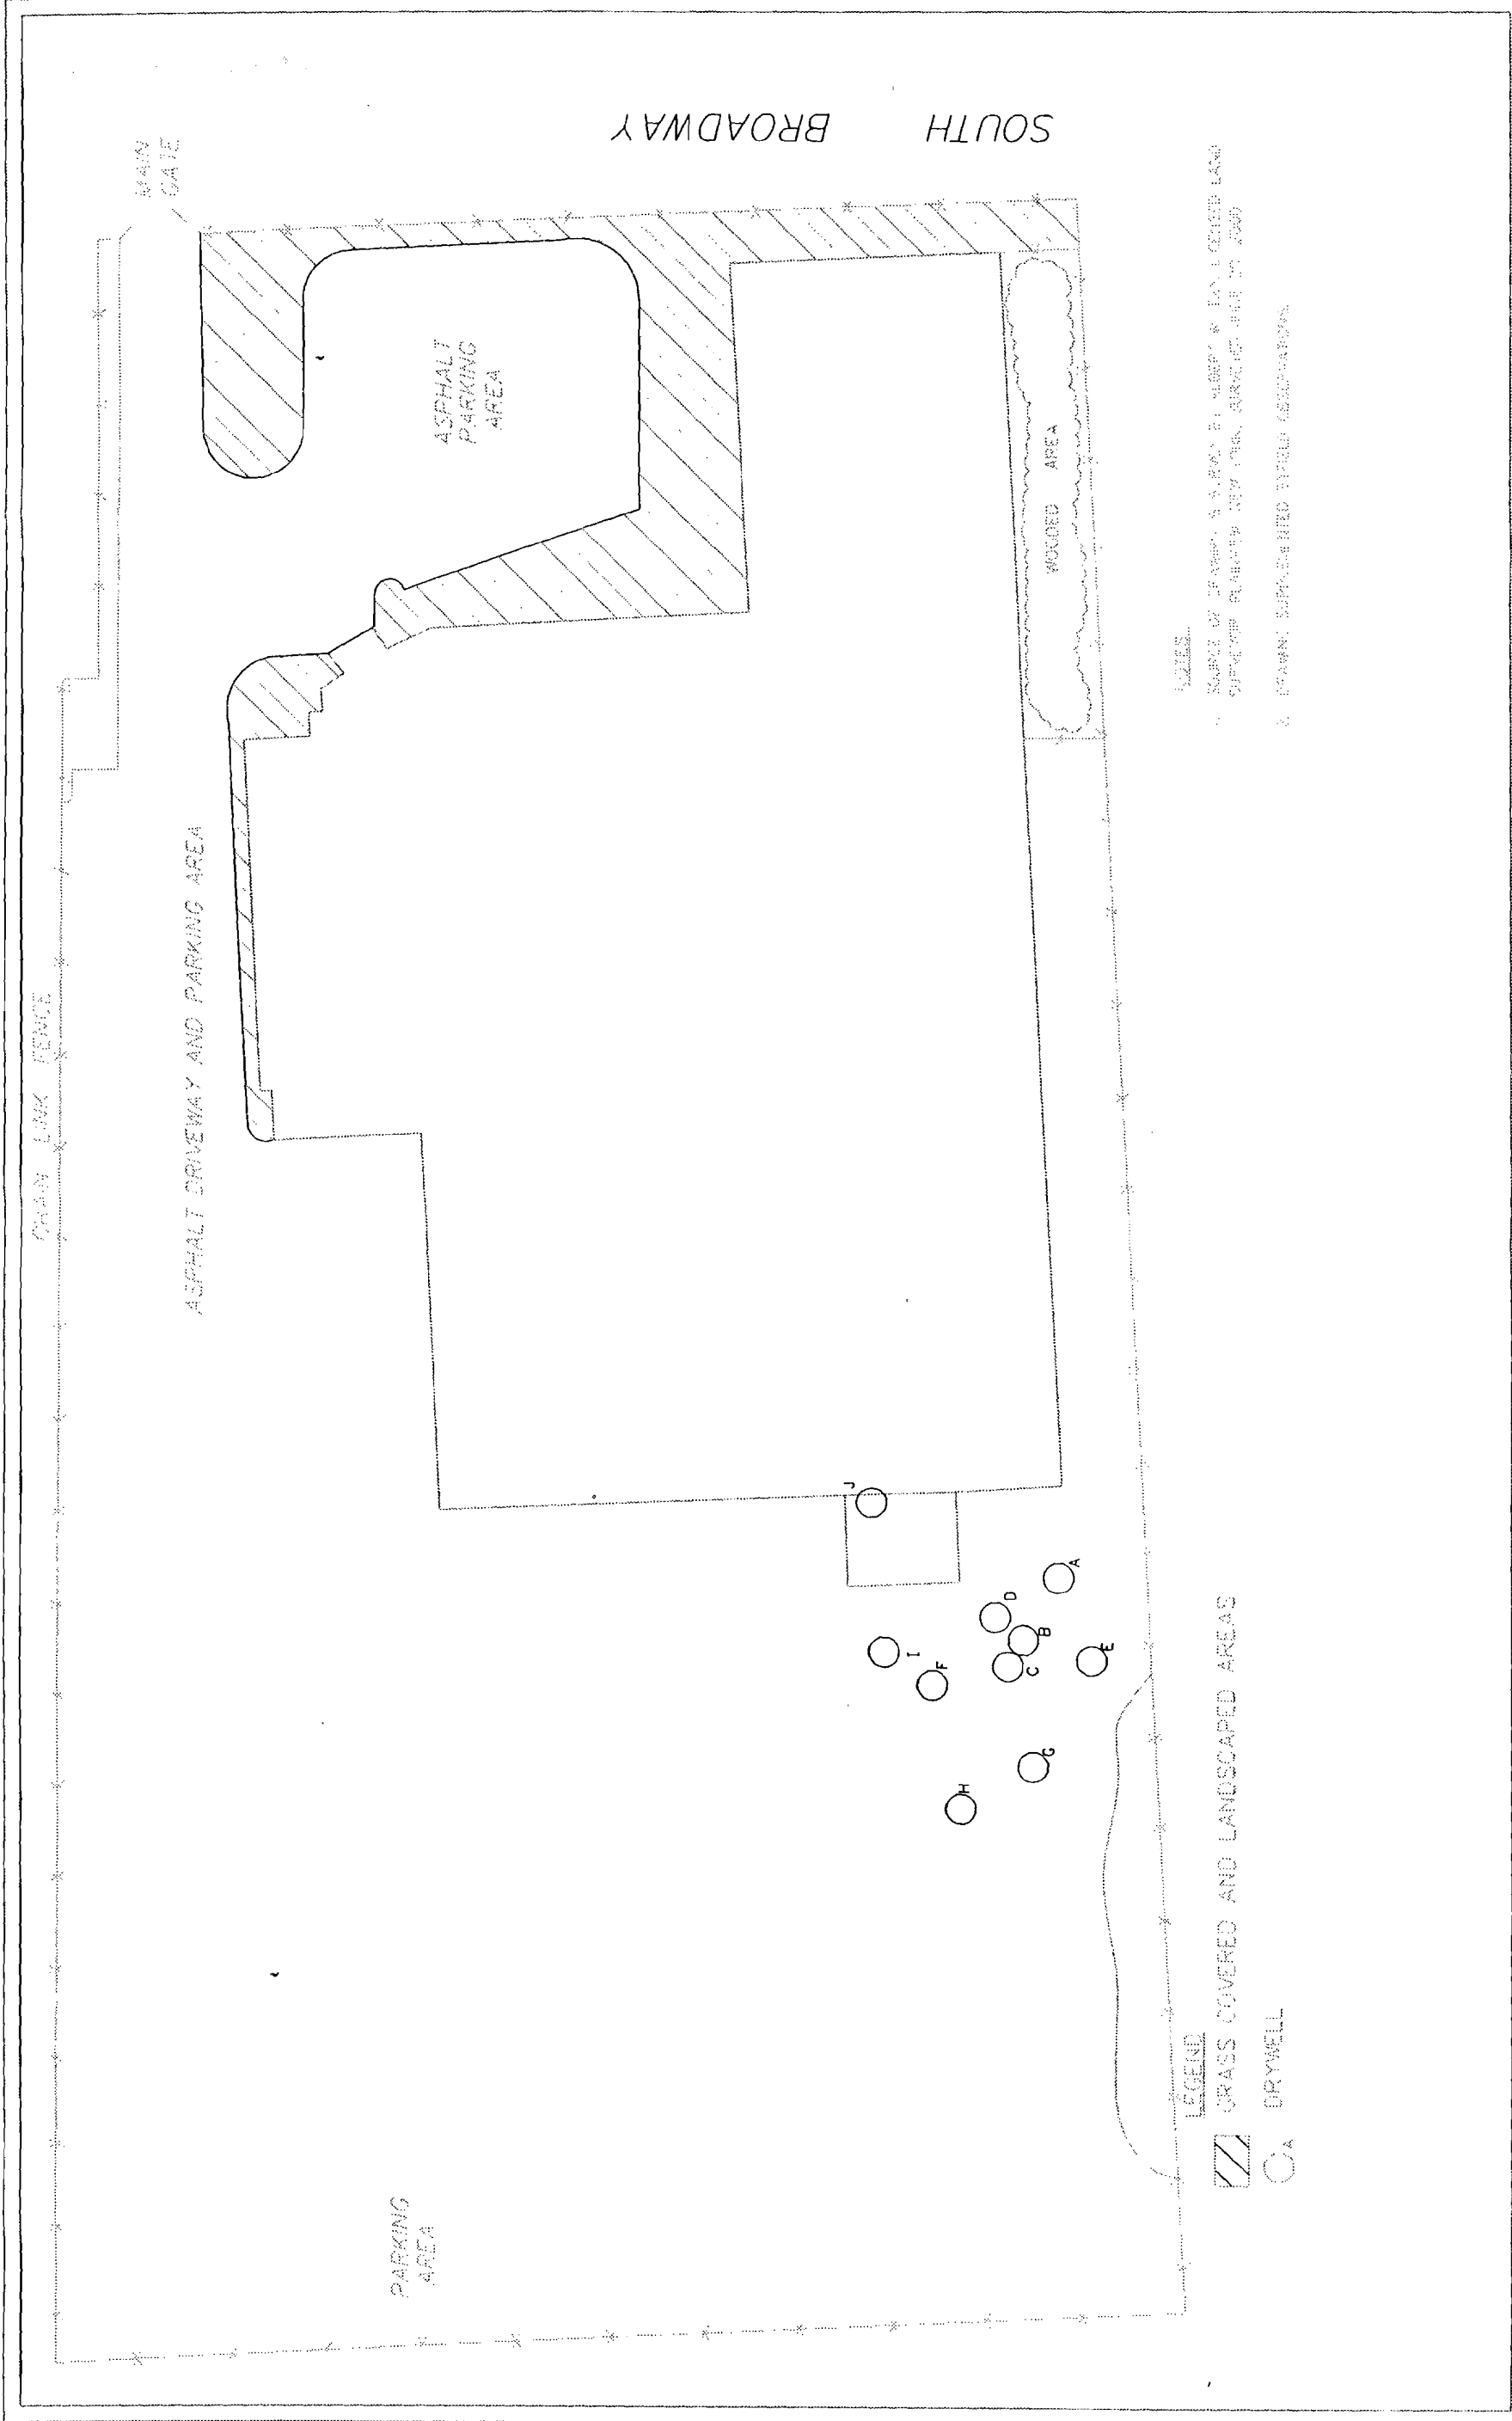 SOUTH BROADWAY
MAIN
GATE
ASPHALT
PARKING
AREA
WOODED AREA
CHAIN LINK FENCE
ASPHALT DRIVEWAY AND PARKING AREA
J
A
D
B
C
E
I
F
G
H
PARKING
AREA
NOTES
LEGEND
GRASS COVERED AND LANDSCAPED AREAS
A DRYWELL